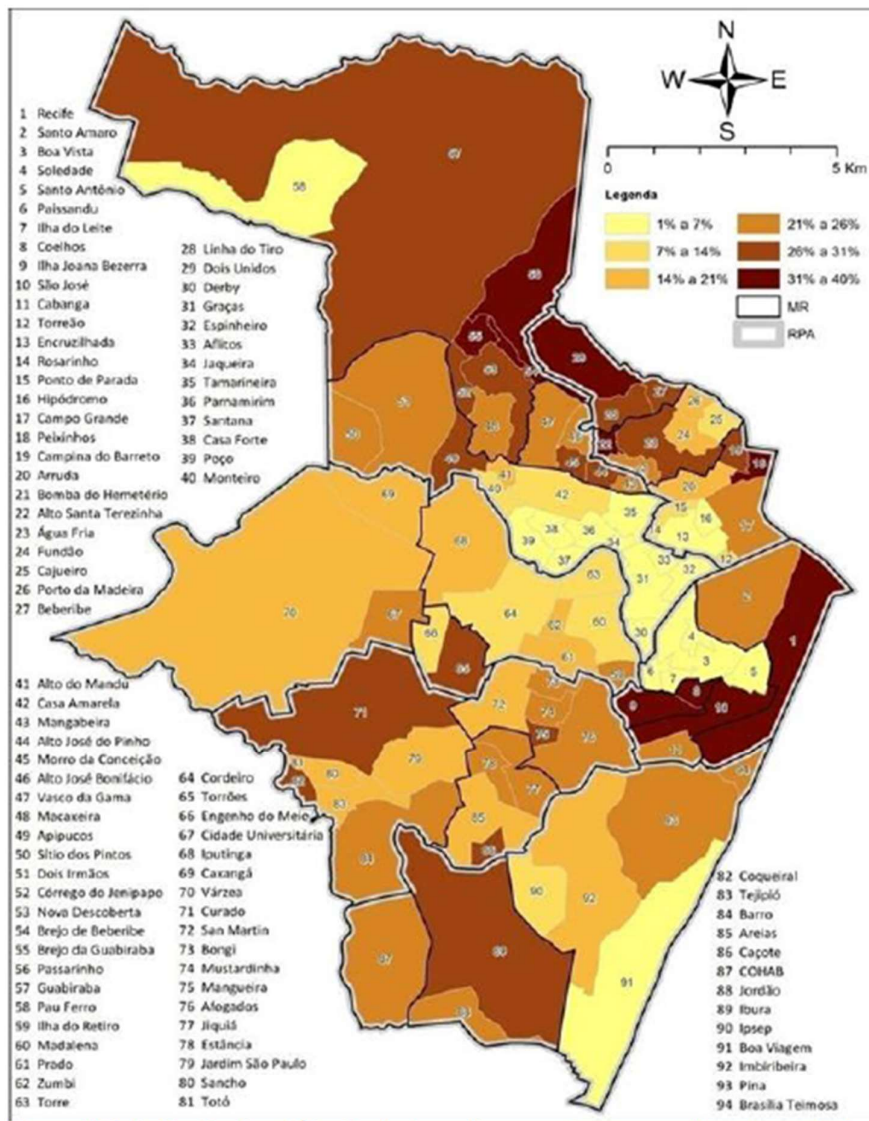 N
W E
S
0 5 Km
Legenda
1% a 7%
7% a 14%
14% a 21%
21% a 26%
26% a 31%
31% a 40%
MR
RPA
1 Recife
2 Santo Amaro
3 Boa Vista
4 Soledade
5 Santo Antônio
6 Paissandu
7 Ilha do Leite
8 Coelhos
9 Ilha Joana Bezerra
10 São José
11 Cabanga
12 Torreão
13 Encruzilhada
14 Rosarinho
15 Ponto de Parada
16 Hipódromo
17 Campo Grande
18 Peixinhos
19 Campina do Barreto
20 Arruda
21 Bomba do Hemetério
22 Alto Santa Terezinha
23 Água Fria
24 Fundão
25 Cajueiro
26 Porto da Madeira
27 Beberibe
28 Linha do Tiro
29 Dois Unidos
30 Derby
31 Graças
32 Espinheiro
33 Aflitos
34 Jaqueira
35 Tamarineira
36 Parnamirim
37 Santana
38 Casa Forte
39 Poço
40 Monteiro
41 Alto do Mandu
42 Casa Amarela
43 Mangabeira
44 Alto José do Pinho
45 Morro da Conceição
46 Alto José Bonifácio
47 Vasco da Gama
48 Macaxeira
49 Apipucos
50 Sítio dos Pintos
51 Dois Irmãos
52 Córrego do Jenipapo
53 Nova Descoberta
54 Brejo de Beberibe
55 Brejo da Guabiraba
56 Passarinho
57 Guabiraba
58 Pau Ferro
59 Ilha do Retiro
60 Madalena
61 Prado
62 Zumbi
63 Torre
64 Cordeiro
65 Torrões
66 Engenho do Meio
67 Cidade Universitária
68 Iputinga
69 Caxangá
70 Várzea
71 Curado
72 San Martin
73 Bongi
74 Mustardinha
75 Mangueira
76 Afogados
77 Jiquiá
78 Estância
79 Jardim São Paulo
80 Sancho
81 Totó
82 Coqueiral
83 Tejipió
84 Barro
85 Areias
86 Caçote
87 COHAB
88 Jordão
89 Ibura
90 Ipsep
91 Boa Viagem
92 Imbiribeira
93 Pina
94 Brasília Teimosa